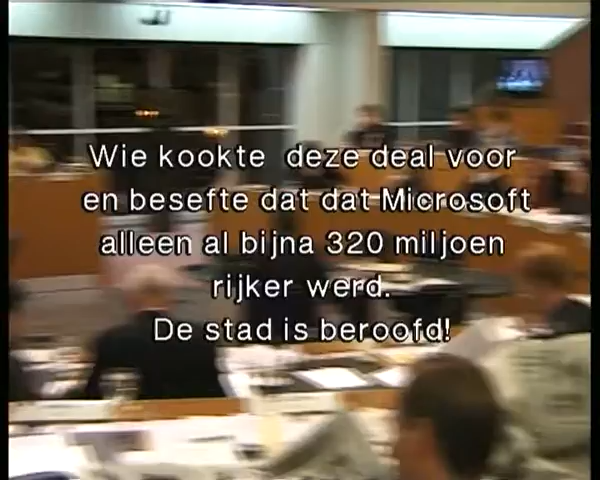 Wie kookte deze deal voor
en besefte dat dat Microsoft
alleen al bijna 320 miljoen
rijker werd.
De stad is beroofd!